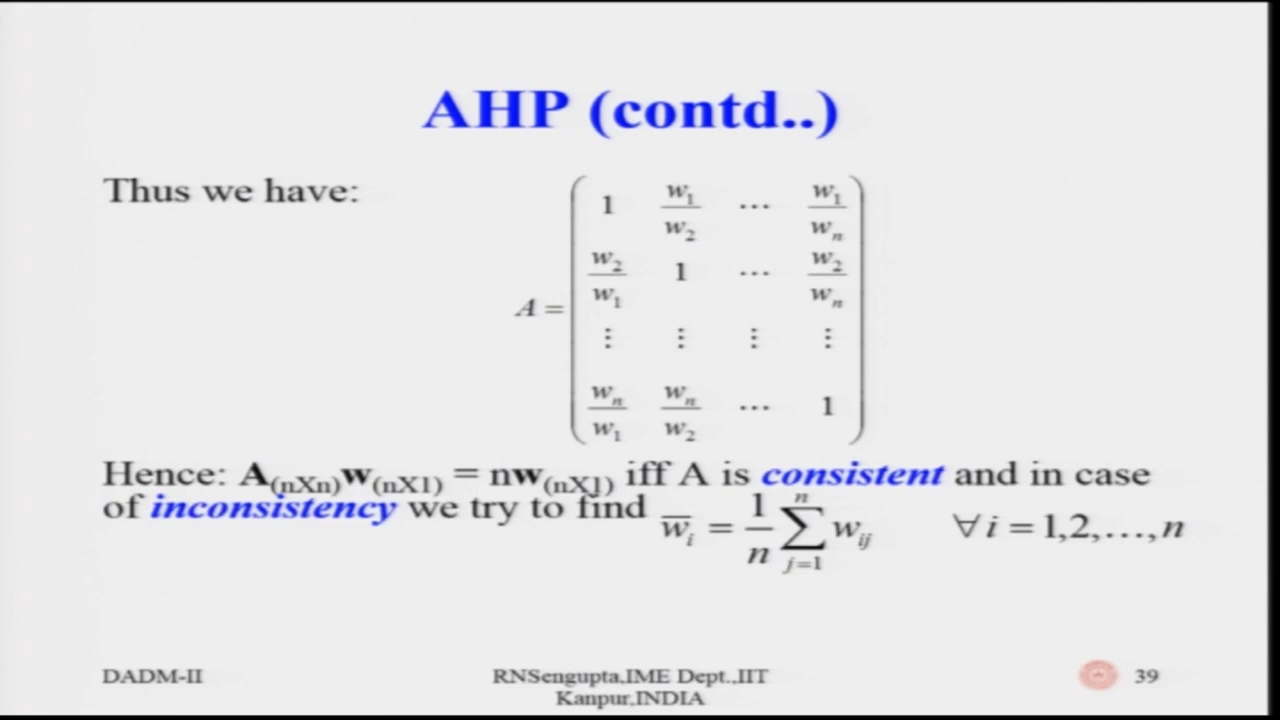 AHP (contd..)
Thus we have:
A = ( 1 w₁/w₂ ⋯ w₁/wₙ
w₂/w₁ 1 ⋯ w₂/wₙ
⋮ ⋮ ⋮ ⋮
wₙ/w₁ wₙ/w₂ ⋯ 1 )
Hence: A(nXn)w(nX1) = nw(nX1) iff A is consistent and in case
of inconsistency we try to find w̅ᵢ = 1/n ∑ⱼ₌₁ⁿ wᵢⱼ ∀ i = 1,2,…,n
DADM-II
RNSengupta,IME Dept.,IIT
Kanpur,INDIA
39